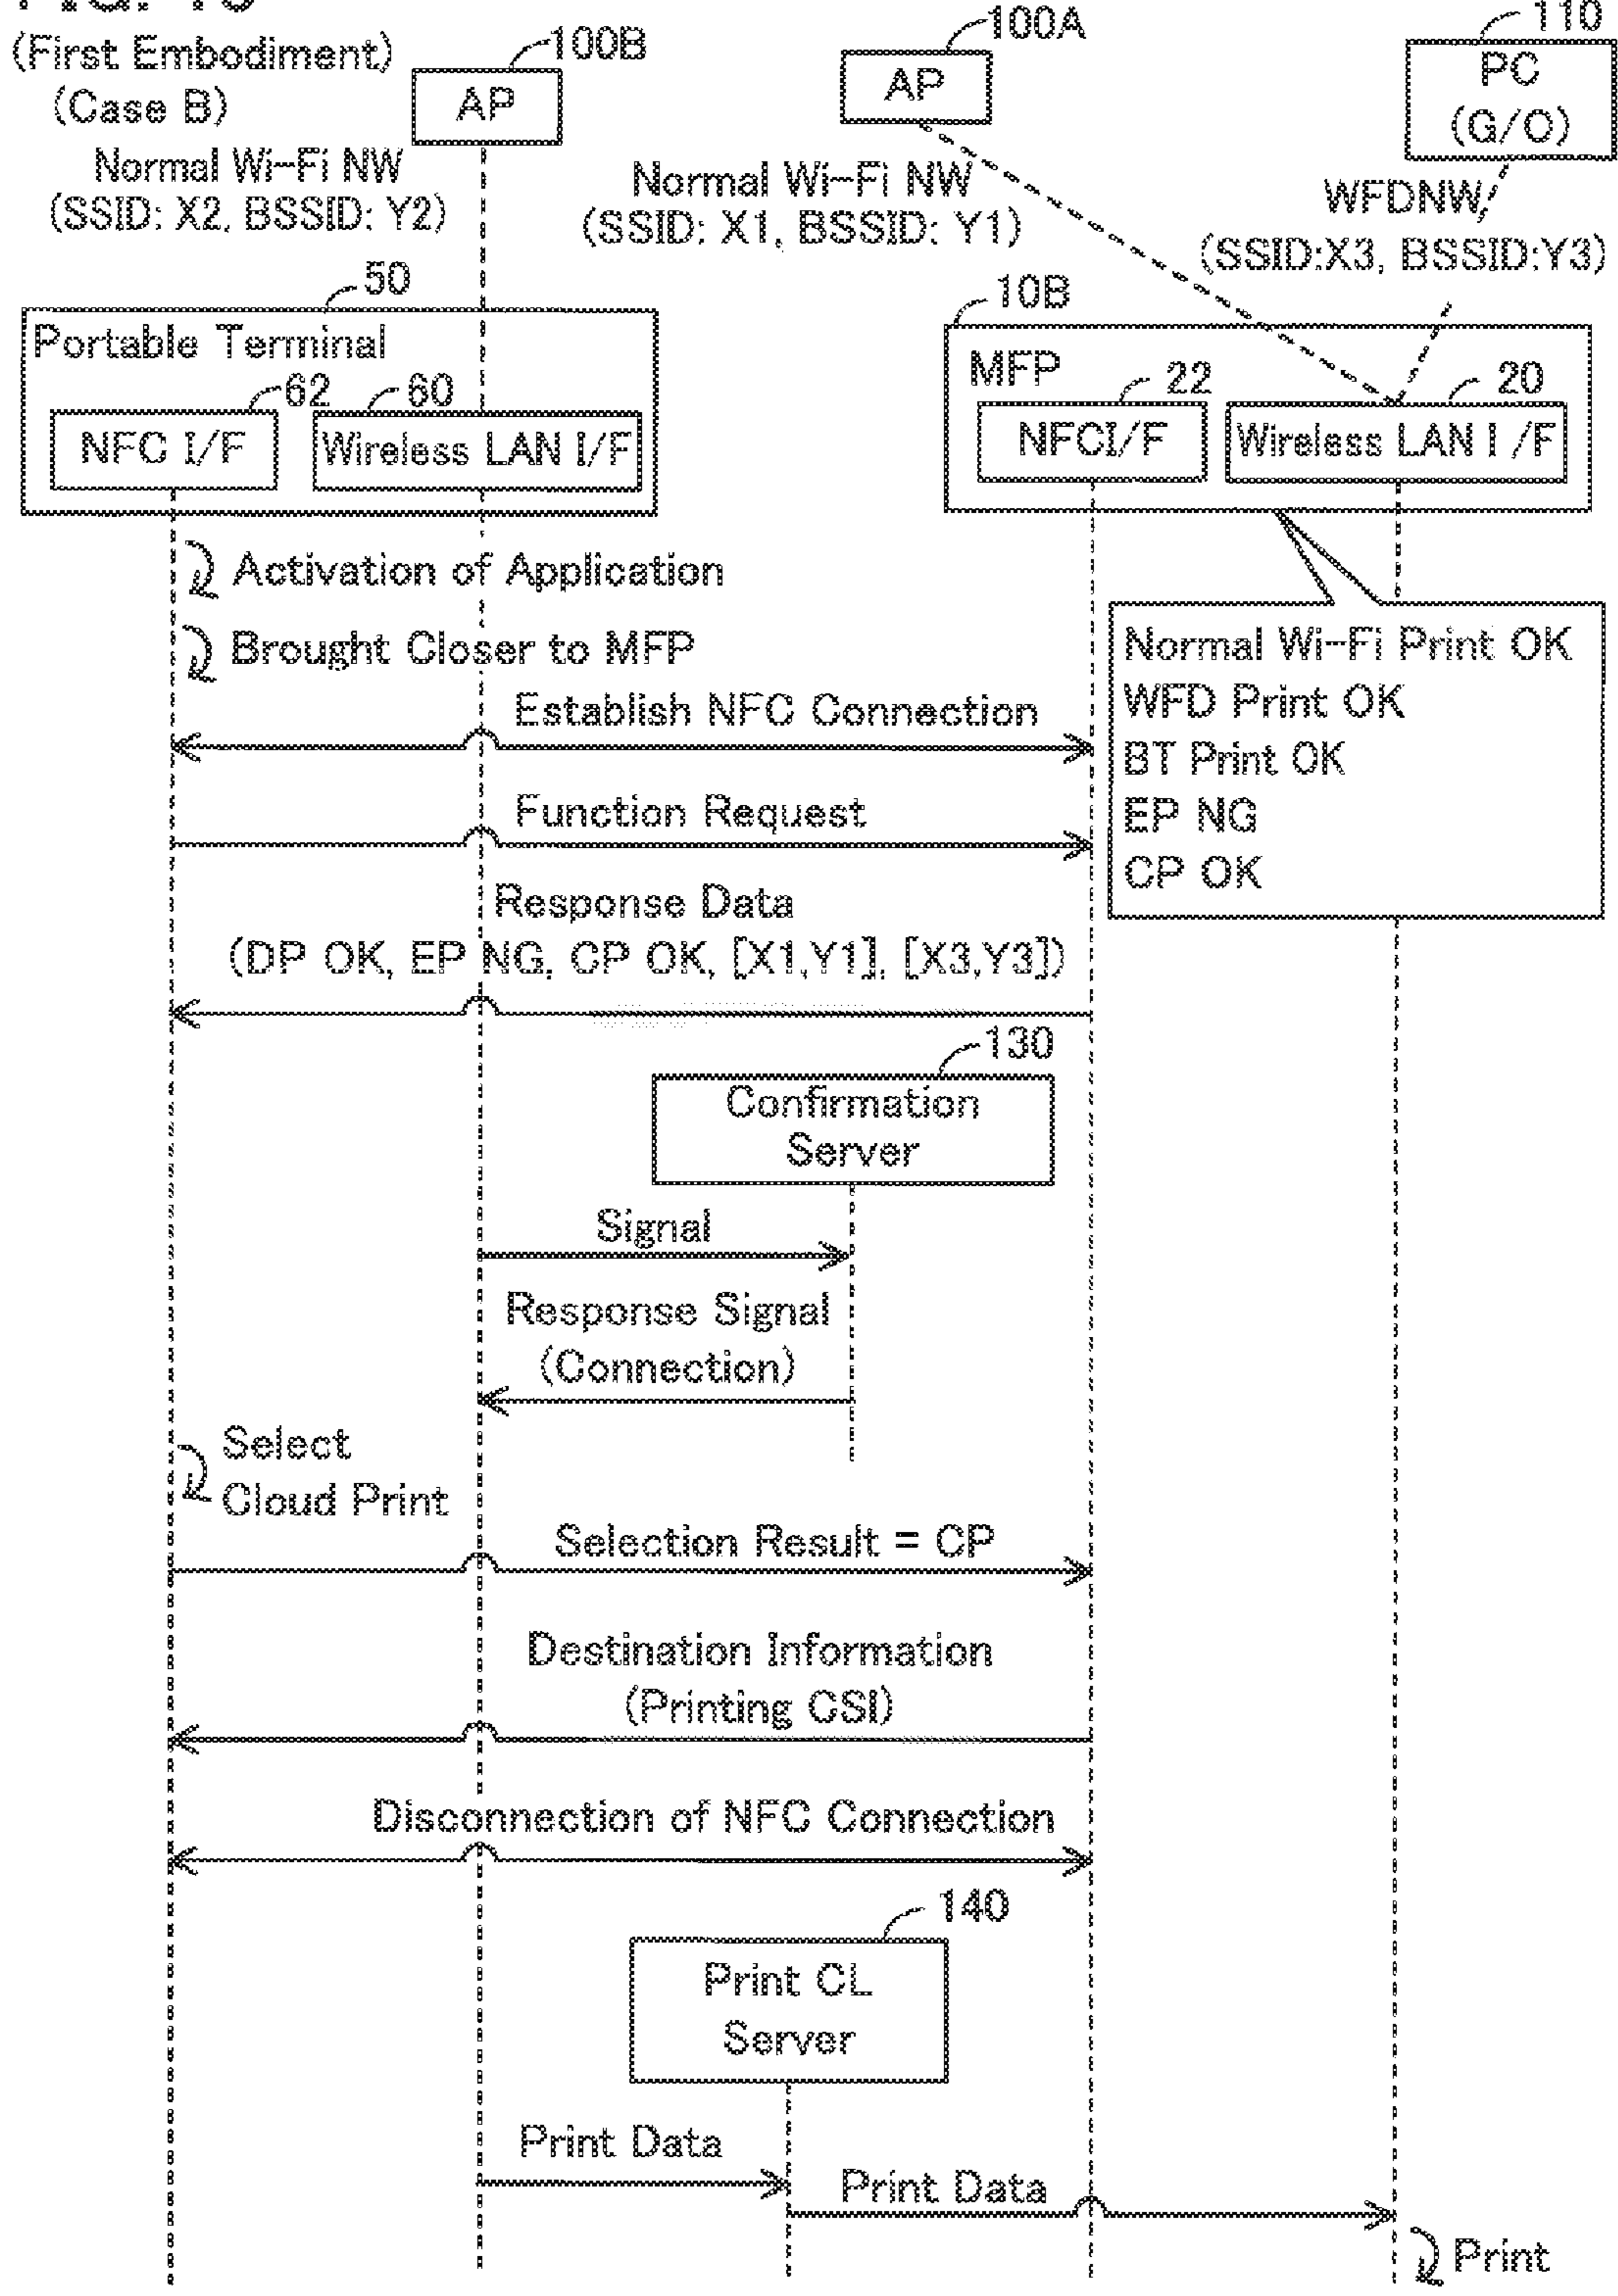 (First Embodiment)
(Case B)
100B
AP
100A
AP
110
PC
(G/O)
Normal Wi-Fi NW
(SSID: X2, BSSID: Y2)
Normal Wi-Fi NW
(SSID: X1, BSSID: Y1)
WFDNW
(SSID:X3, BSSID:Y3)
50
Portable Terminal
62
NFC I/F
60
Wireless LAN I/F
10B
MFP
22
NFCI/F
20
Wireless LAN I/F
Activation of Application
Brought Closer to MFP
Normal Wi-Fi Print OK
WFD Print OK
BT Print OK
EP NG
CP OK
Establish NFC Connection
Function Request
Response Data
(DP OK, EP NG, CP OK, [X1,Y1], [X3,Y3])
130
Confirmation
Server
Signal
Response Signal
(Connection)
Select
Cloud Print
Selection Result = CP
Destination Information
(Printing CSI)
Disconnection of NFC Connection
140
Print CL
Server
Print Data
Print Data
Print